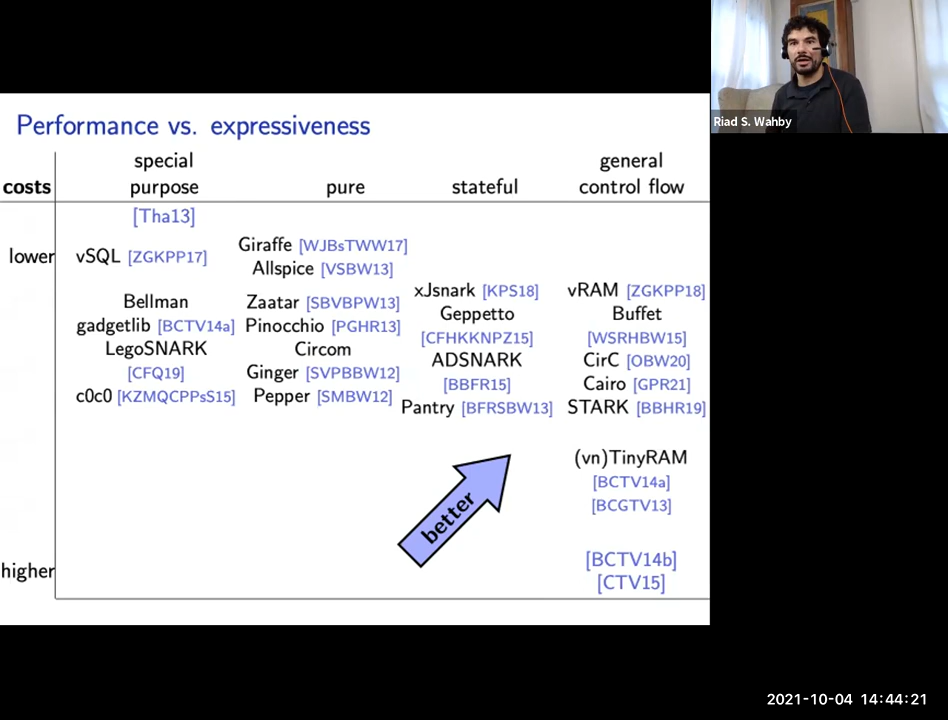 Riad S. Wahby
Performance vs. expressiveness
special
purpose
pure
stateful
general
control flow
costs
lower
higher
[Tha13]
vSQL [ZGKPP17]
Bellman
gadgetlib [BCTV14a]
LegoSNARK
[CFQ19]
c0c0 [KZMQCPPsS15]
Giraffe [WJBsTWW17]
Allspice [VSBW13]
Zaatar [SBVBPW13]
Pinocchio [PGHR13]
Circom
Ginger [SVPBBW12]
Pepper [SMBW12]
xJsnark [KPS18]
Geppetto
[CFHKKNPZ15]
ADSNARK
[BBFR15]
Pantry [BFRSBW13]
vRAM [ZGKPP18]
Buffet
[WSRHBW15]
CirC [OBW20]
Cairo [GPR21]
STARK [BBHR19]
(vn)TinyRAM
[BCTV14a]
[BCGTV13]
[BCTV14b]
[CTV15]
better
2021-10-04 14:44:21